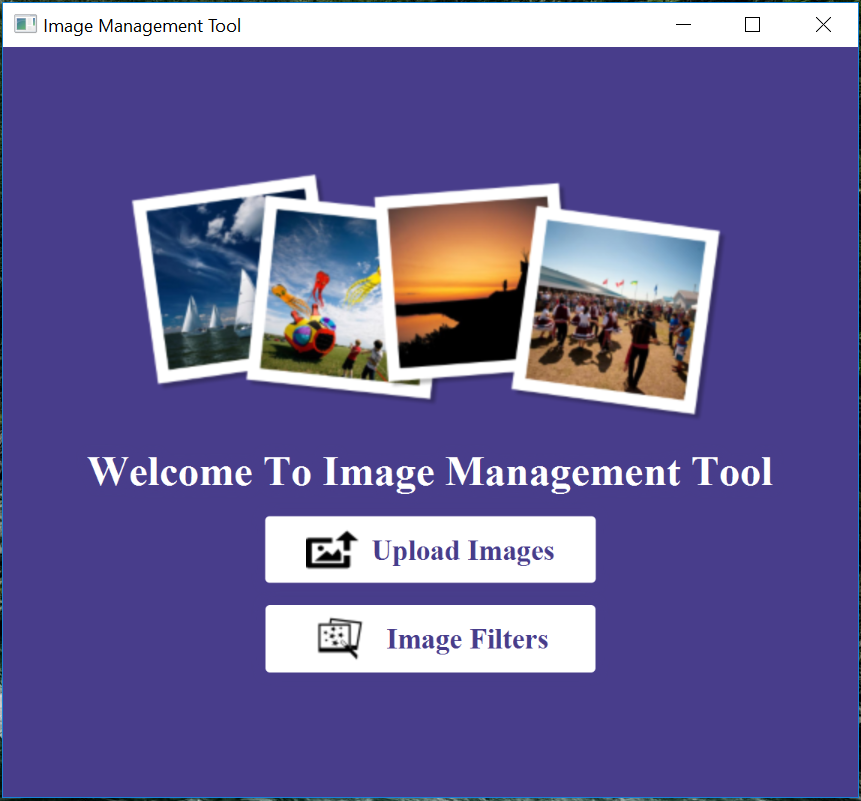 Image Management Tool
Welcome To Image Management Tool
Upload Images
Image Filters